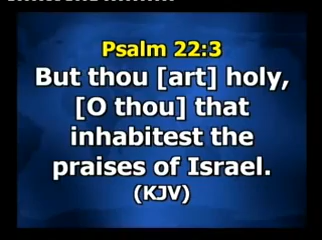 Psalm 22:3
But thou [art] holy,
[O thou] that
inhabitest the
praises of Israel.
(KJV)